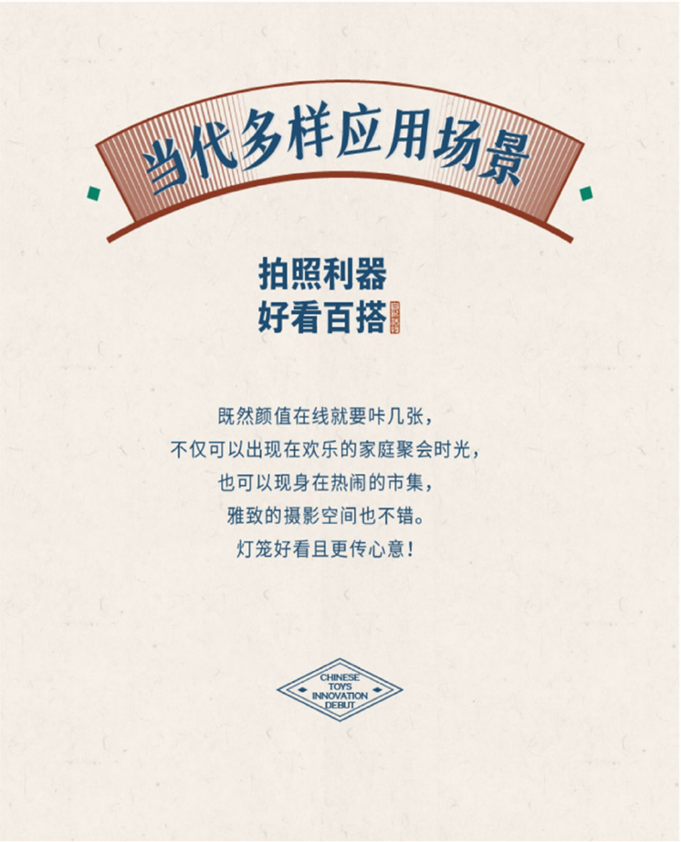 当代多样应用场景
拍照利器
好看百搭
既然颜值在线就要咔几张，
不仅可以出现在欢乐的家庭聚会时光，
也可以现身在热闹的市集，
雅致的摄影空间也不错。
灯笼好看且更传心意！
CHINESE
TOYS
INNOVATION
DEBUT